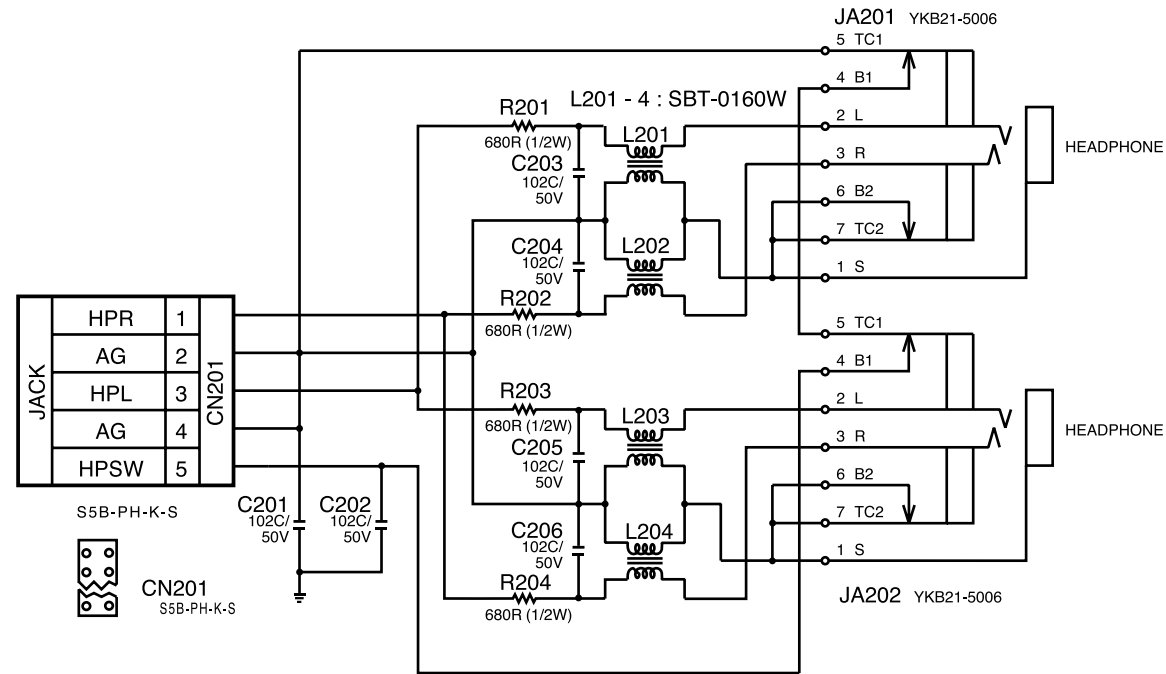 JA201 YKB21-5006
5 TC1
4 B1
2 L
3 R
6 B2
7 TC2
1 S
HEADPHONE
L201 - 4 : SBT-0160W
R201
680R (1/2W)
L201
C203
102C/
50V
C204
102C/
50V
L202
R202
680R (1/2W)
JACK
HPR 1
AG 2
HPL 3
AG 4
HPSW 5
CN201
S5B-PH-K-S
CN201
S5B-PH-K-S
C201
102C/
50V
C202
102C/
50V
R203
680R (1/2W)
L203
C205
102C/
50V
C206
102C/
50V
L204
R204
680R (1/2W)
5 TC1
4 B1
2 L
3 R
6 B2
7 TC2
1 S
HEADPHONE
JA202 YKB21-5006